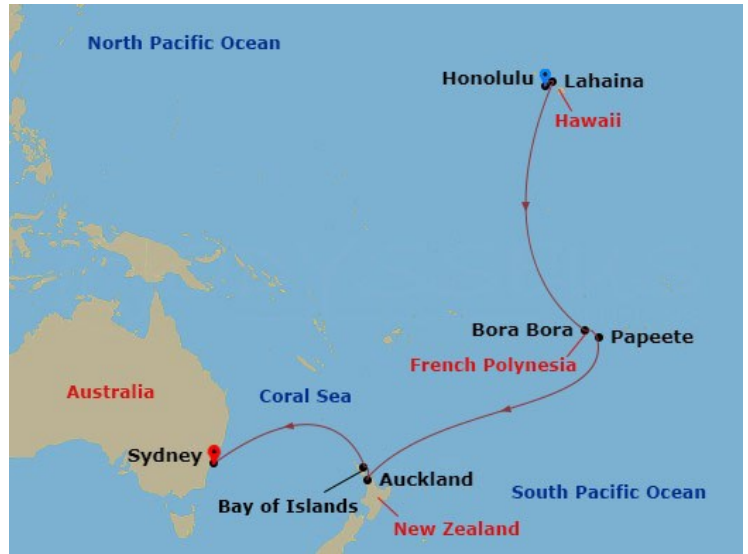 North Pacific Ocean
Honolulu
Lahaina
Hawaii
Bora Bora
Papeete
French Polynesia
Australia
Coral Sea
Sydney
Auckland
Bay of Islands
South Pacific Ocean
New Zealand